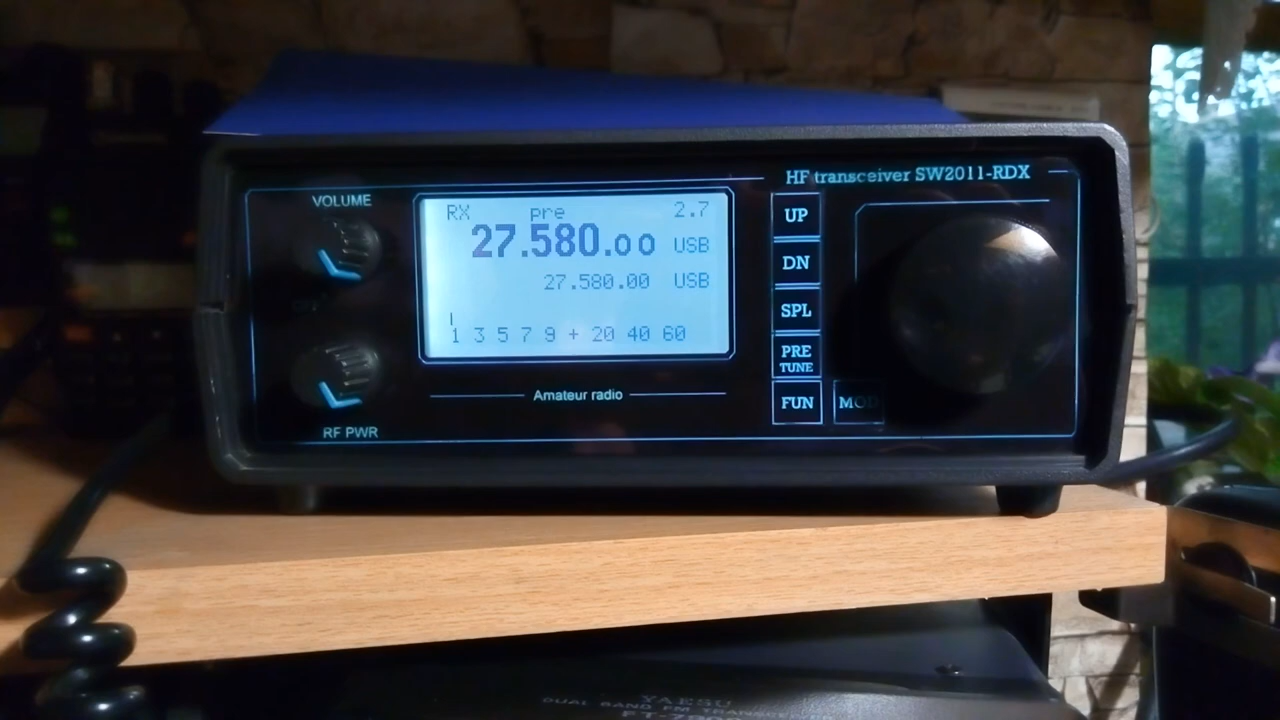 HF transceiver SW2011-RDX
VOLUME
RX pre 2.7
27.580.00 USB
27.580.00 USB
1 3 5 7 9 + 20 40 60
UP
DN
SPL
PRE
TUNE
FUN
MOD
Amateur radio
RF PWR
YAESU
DUAL BAND FM